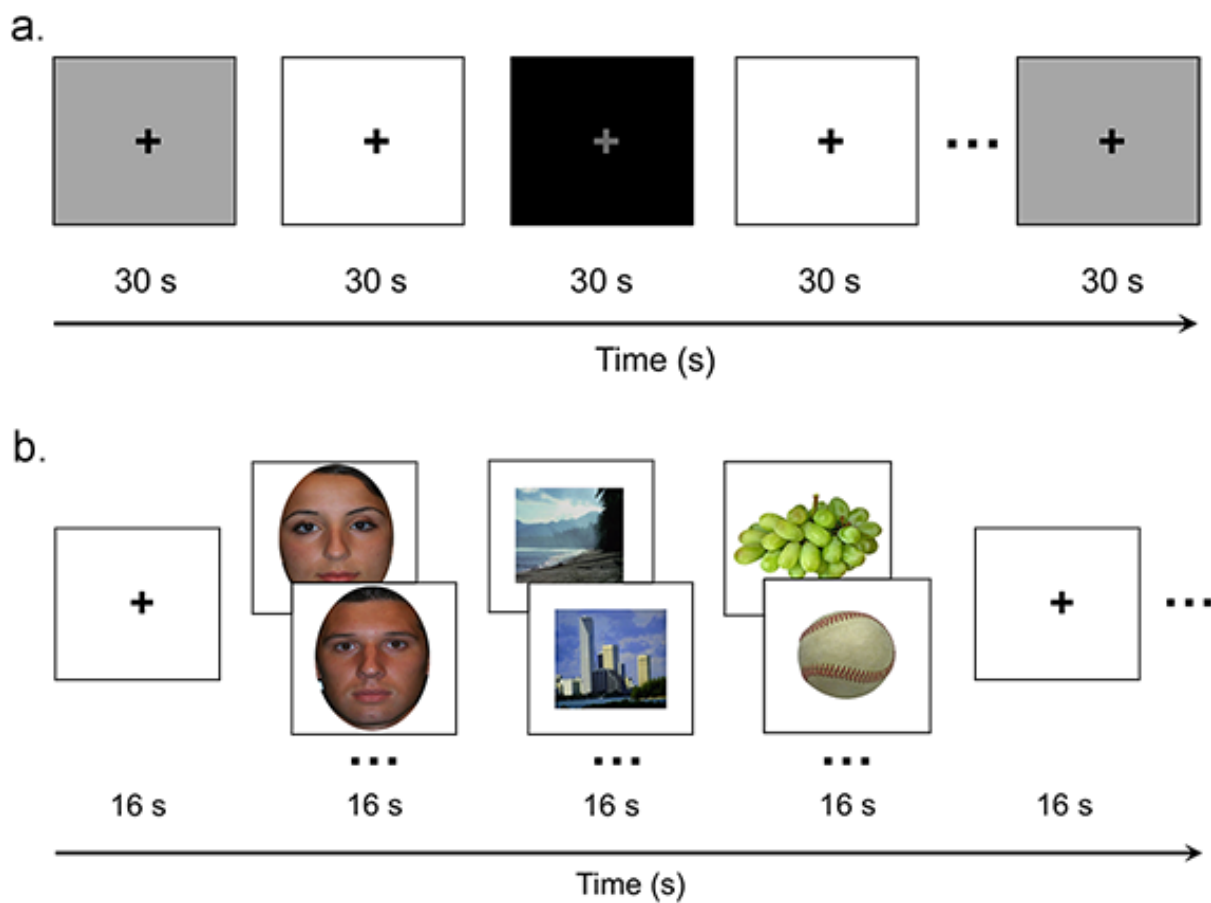 a.
...
30 s 30 s 30 s 30 s 30 s
Time (s)
b.
...
... ... ...
16 s 16 s 16 s 16 s 16 s
Time (s)